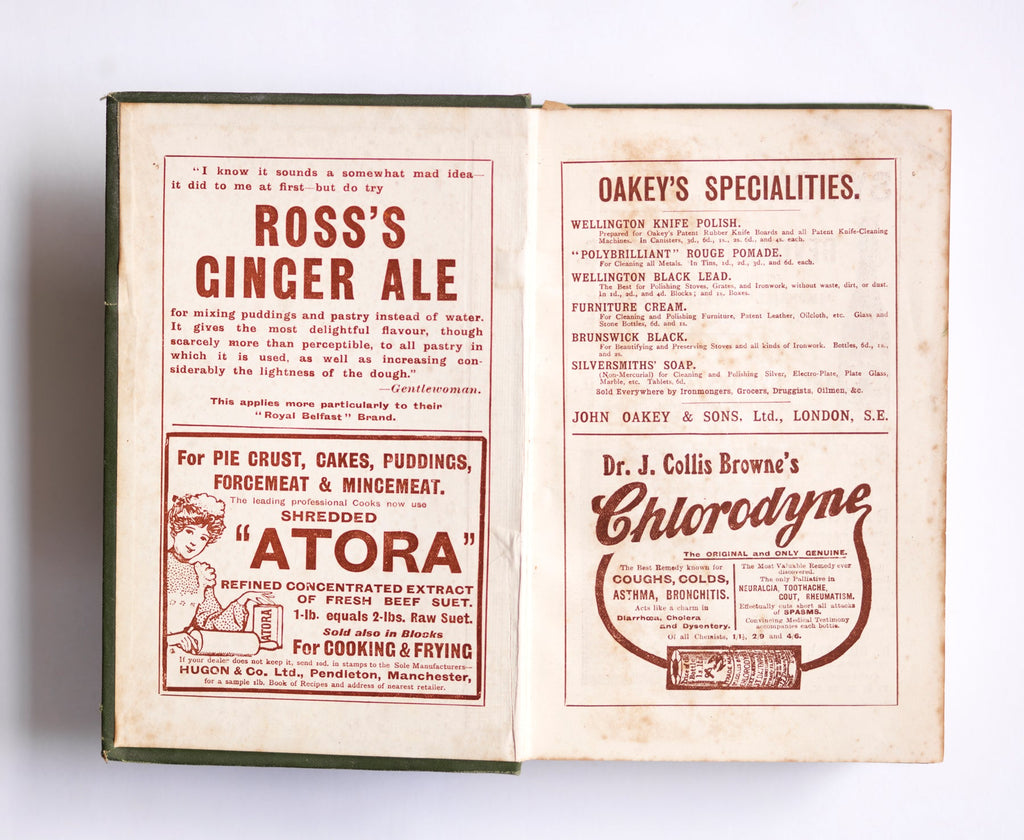 "I know it sounds a somewhat mad idea—
it did to me at first—but do try
ROSS'S
GINGER ALE
for mixing puddings and pastry instead of water.
It gives the most delightful flavour, though
scarcely more than perceptible, to all pastry in
which it is used, as well as increasing con-
siderably the lightness of the dough."
—Gentlewoman.
This applies more particularly to their
"Royal Belfast" Brand.
For PIE CRUST, CAKES, PUDDINGS,
FORCEMEAT & MINCEMEAT.
The leading professional Cooks now use
SHREDDED
"ATORA"
REFINED CONCENTRATED EXTRACT
OF FRESH BEEF SUET.
1-lb. equals 2-lbs. Raw Suet.
Sold also in Blocks
For COOKING & FRYING
ATORA
If your dealer does not keep it, send 10d. in stamps to the Sole Manufacturers—
HUGON & Co. Ltd., Pendleton, Manchester,
for a sample 1lb. Book of Recipes and address of nearest retailer.
OAKEY'S SPECIALITIES.
WELLINGTON KNIFE POLISH.
Prepared for Oakey's Patent Rubber Knife Boards and all Patent Knife-Cleaning
Machines. In Canisters, 3d., 6d., 1s., 2s. 6d., and 4s. each.
"POLYBRILLIANT" ROUGE POMADE.
For Cleaning all Metals. In Tins, 1d., 2d., 3d., and 6d. each.
WELLINGTON BLACK LEAD.
The Best for Polishing Stoves, Grates, and Ironwork, without waste, dirt, or dust.
In 1d., 2d., and 4d. Blocks; and 1s. Boxes.
FURNITURE CREAM.
For Cleaning and Polishing Furniture, Patent Leather, Oilcloth, etc. Glass and
Stone Bottles, 6d. and 1s.
BRUNSWICK BLACK.
For Beautifying and Preserving Stoves and all kinds of Ironwork. Bottles, 6d., 1s.,
and 2s.
SILVERSMITHS' SOAP.
(Non-Mercurial) for Cleaning and Polishing Silver, Electro-Plate, Plate Glass,
Marble, etc. Tablets, 6d.
Sold Everywhere by Ironmongers, Grocers, Druggists, Oilmen, &c.
JOHN OAKEY & SONS, Ltd., LONDON, S.E.
Dr. J. Collis Browne's
Chlorodyne
The ORIGINAL and ONLY GENUINE.
The Best Remedy known for
COUGHS, COLDS,
ASTHMA, BRONCHITIS.
Acts like a charm in
Diarrhœa, Cholera
and Dysentery.
The Most Valuable Remedy ever
discovered.
The only Palliative in
NEURALGIA, TOOTHACHE,
GOUT, RHEUMATISM.
Effectually cuts short all attacks
of SPASMS.
Convincing Medical Testimony
accompanies each bottle.
Of all Chemists, 1/1½, 2/9 and 4/6.